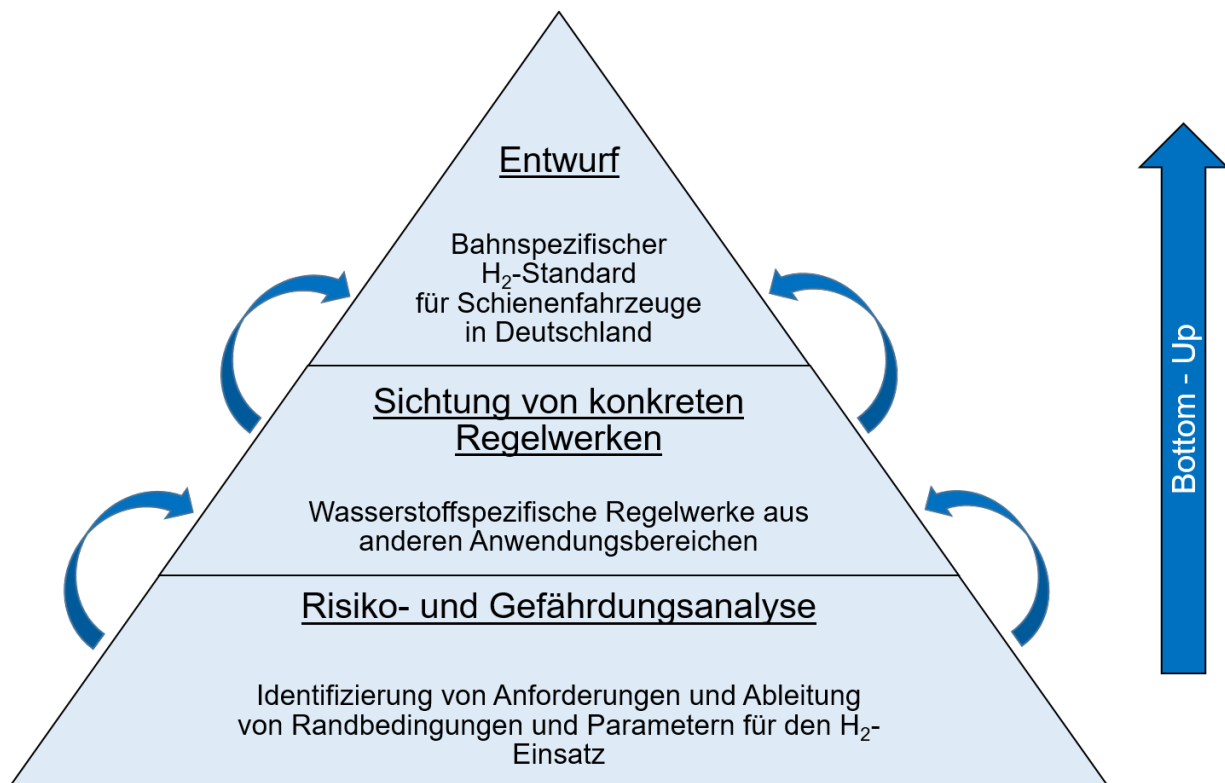 Entwurf
Bahnspezifischer
H₂-Standard
für Schienenfahrzeuge
in Deutschland
Sichtung von konkreten
Regelwerken
Wasserstoffspezifische Regelwerke aus
anderen Anwendungsbereichen
Risiko- und Gefährdungsanalyse
Identifizierung von Anforderungen und Ableitung
von Randbedingungen und Parametern für den H₂-
Einsatz
Bottom - Up